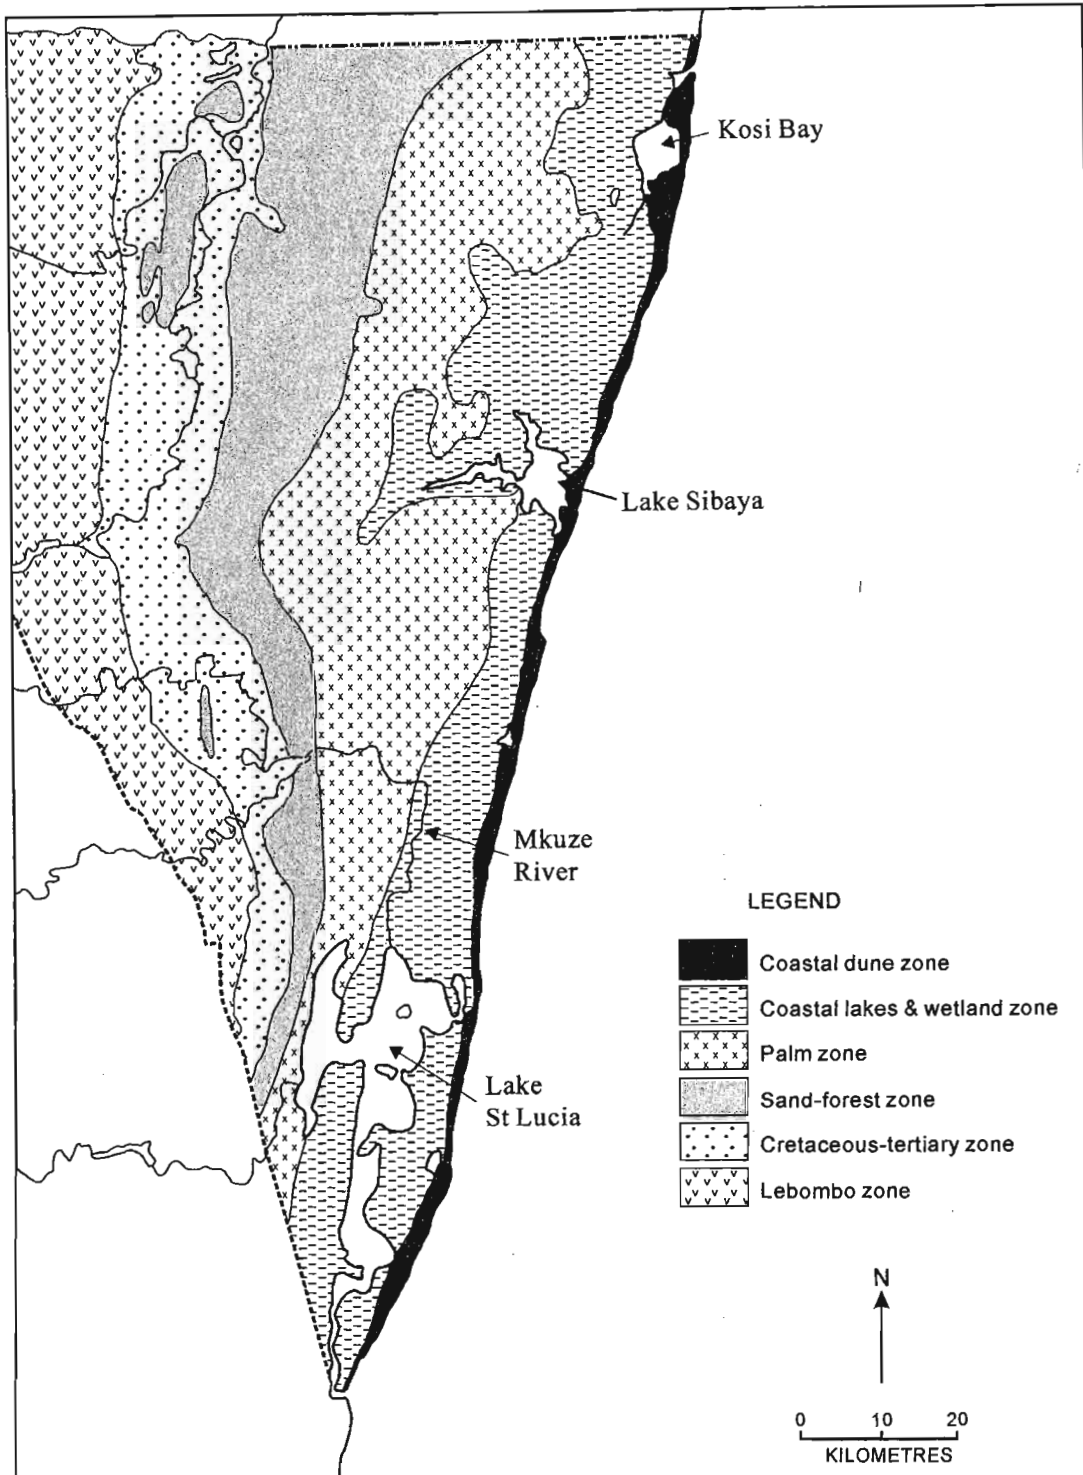 Kosi Bay
Lake Sibaya
Mkuze
River
Lake
St Lucia
LEGEND
Coastal dune zone
Coastal lakes & wetland zone
Palm zone
Sand-forest zone
Cretaceous-tertiary zone
Lebombo zone
N
0 10 20
KILOMETRES